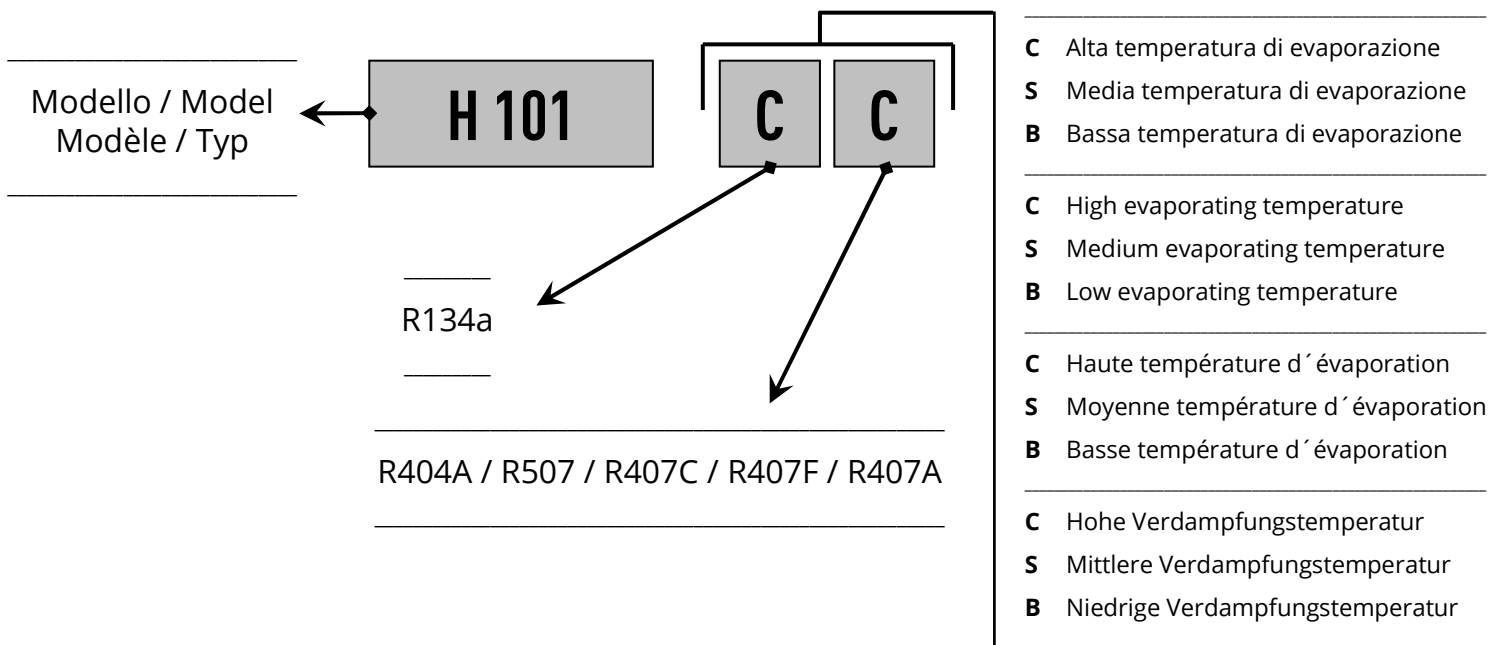 Modello / Model
Modèle / Typ
H 101
C
C
R134a
R404A / R507 / R407C / R407F / R407A
C Alta temperatura di evaporazione
S Media temperatura di evaporazione
B Bassa temperatura di evaporazione
C High evaporating temperature
S Medium evaporating temperature
B Low evaporating temperature
C Haute température d´évaporation
S Moyenne température d´évaporation
B Basse température d´évaporation
C Hohe Verdampfungstemperatur
S Mittlere Verdampfungstemperatur
B Niedrige Verdampfungstemperatur